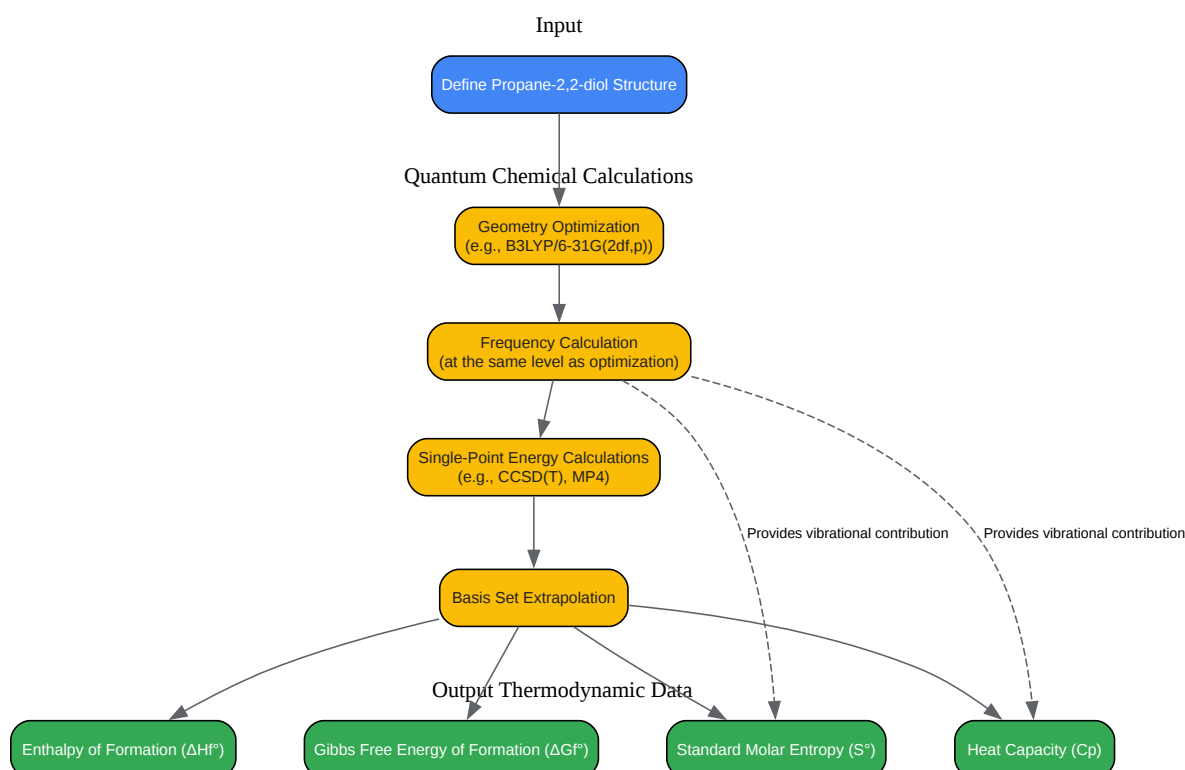 Input
Define Propane-2,2-diol Structure
Quantum Chemical Calculations
Geometry Optimization
(e.g., B3LYP/6-31G(2df,p))
Frequency Calculation
(at the same level as optimization)
Single-Point Energy Calculations
(e.g., CCSD(T), MP4)
Provides vibrational contribution
Provides vibrational contribution
Basis Set Extrapolation
Output Thermodynamic Data
Enthalpy of Formation (ΔHf°)
Gibbs Free Energy of Formation (ΔGf°)
Standard Molar Entropy (S°)
Heat Capacity (Cp)